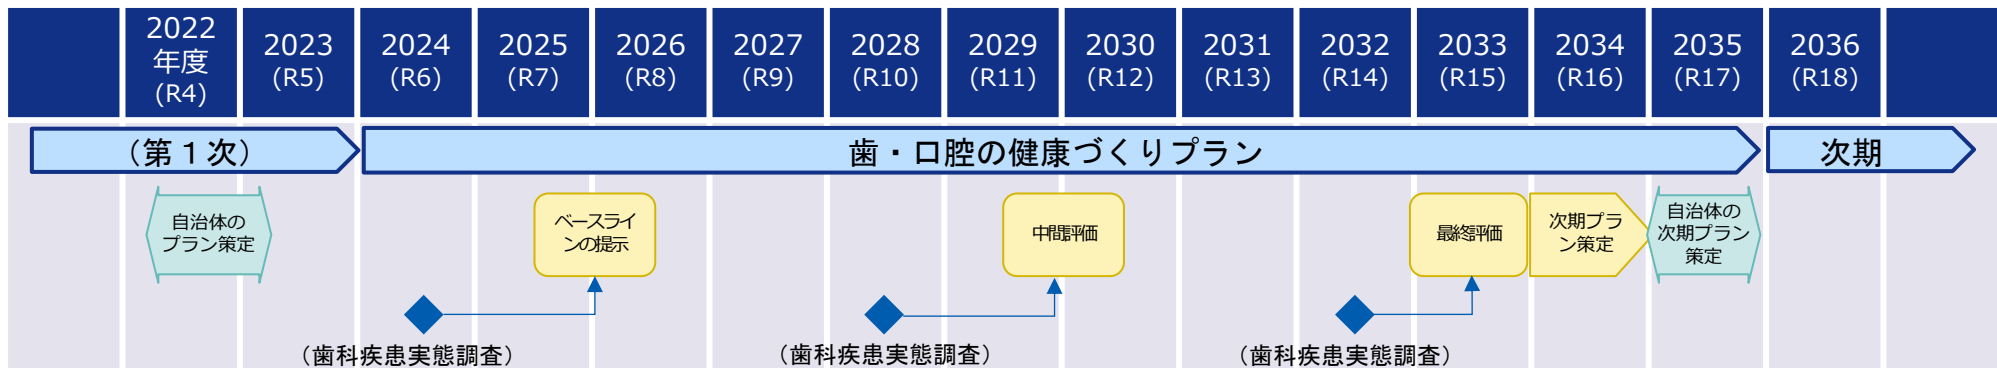 2022
年度
(R4)
2023
(R5)
2024
(R6)
2025
(R7)
2026
(R8)
2027
(R9)
2028
(R10)
2029
(R11)
2030
(R12)
2031
(R13)
2032
(R14)
2033
(R15)
2034
(R16)
2035
(R17)
2036
(R18)
（第１次）
歯・口腔の健康づくりプラン
次期
自治体の
プラン策定
ベースライ
ンの提示
中間評価
最終評価
次期プラ
ン策定
自治体の
次期プラン
策定
（歯科疾患実態調査）
（歯科疾患実態調査）
（歯科疾患実態調査）